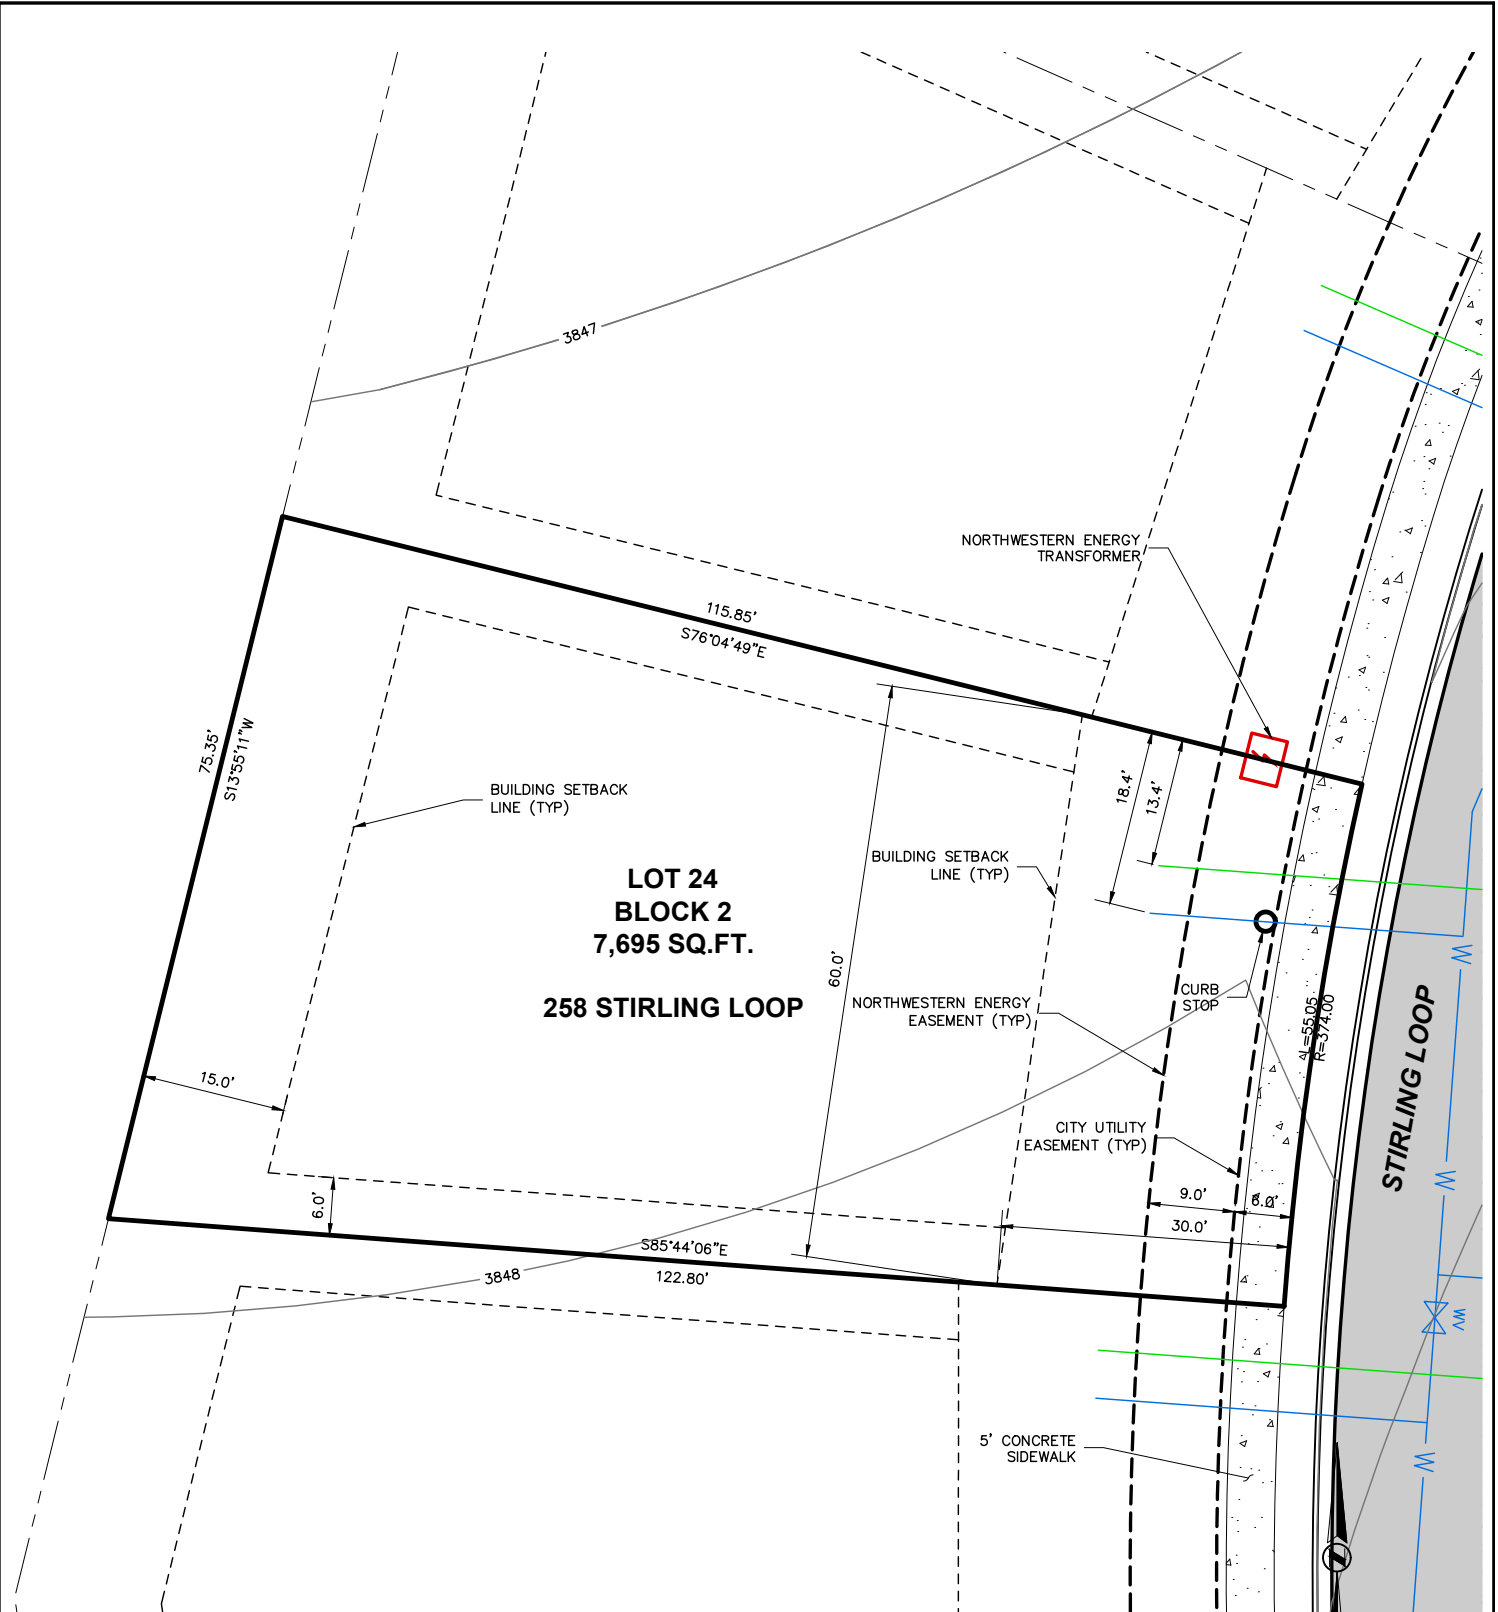 3847
NORTHWESTERN ENERGY
TRANSFORMER
115.85'
S76°04'49"E
75.35'
S13°55'11"W
BUILDING SETBACK
LINE (TYP)
18.4'
13.4'
BUILDING SETBACK
LINE (TYP)
LOT 24
BLOCK 2
7,695 SQ.FT.
258 STIRLING LOOP
60.0'
NORTHWESTERN ENERGY
EASEMENT (TYP)
CURB
STOP
L=55.05
R=374.00
STIRLING LOOP
W
15.0'
CITY UTILITY
EASEMENT (TYP)
W
6.0'
9.0'
6.0'
30.0'
S85°44'06"E
122.80'
3848
WV
5' CONCRETE
SIDEWALK
W